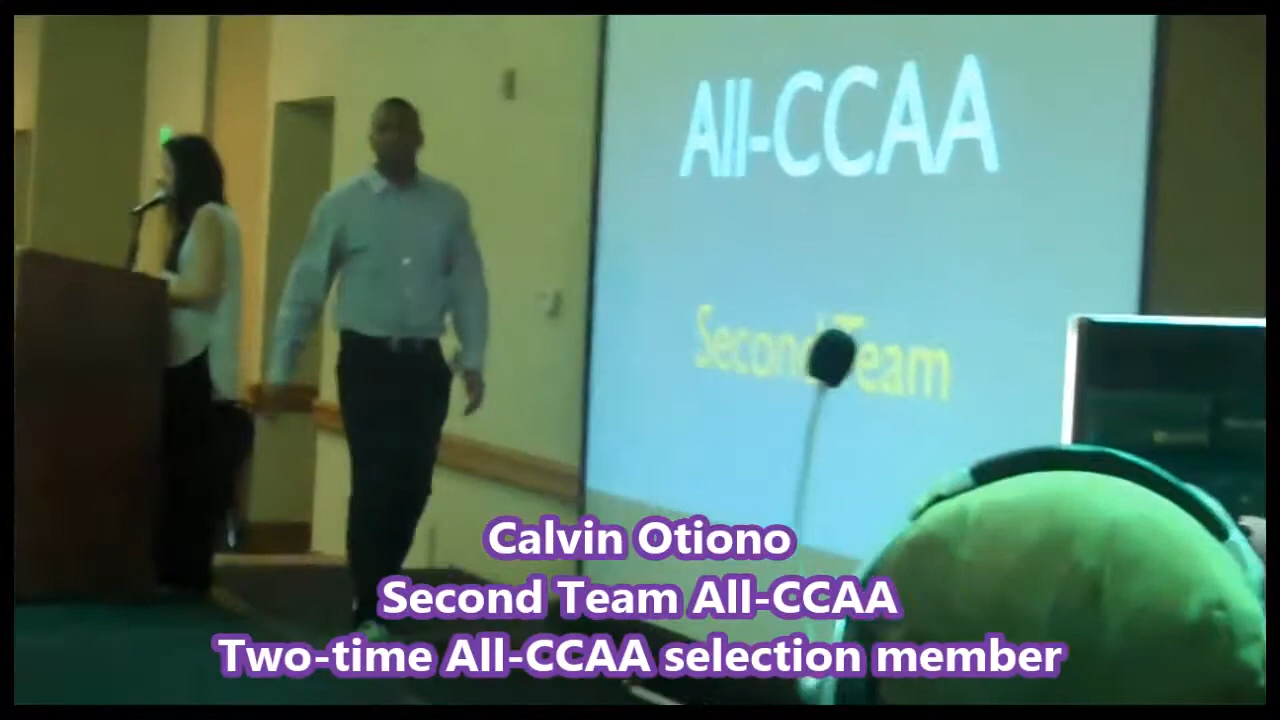 All-CCAA
Second Team
Calvin Otiono
Second Team All-CCAA
Two-time All-CCAA selection member